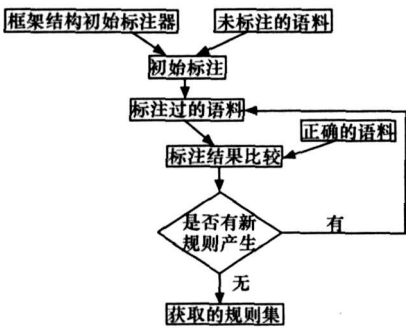 框架结构初始标注器
未标注的语料
初始标注
标注过的语料
正确的语料
标注结果比较
是否有新
规则产生
有
无
获取的规则集